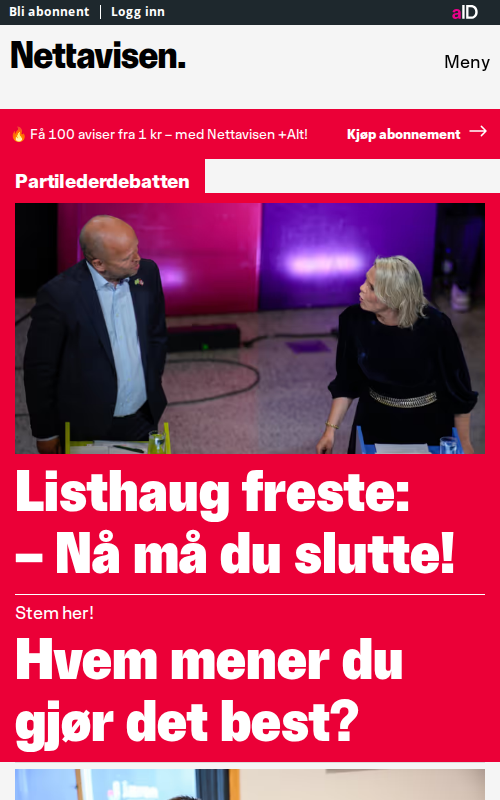 Bli abonnent
Logg inn
aID
Nettavisen.
Meny
🔥 Få 100 aviser fra 1 kr – med Nettavisen +Alt!
Kjøp abonnement →
Partilederdebatten
Listhaug freste:
– Nå må du slutte!
Stem her!
Hvem mener du
gjør det best?